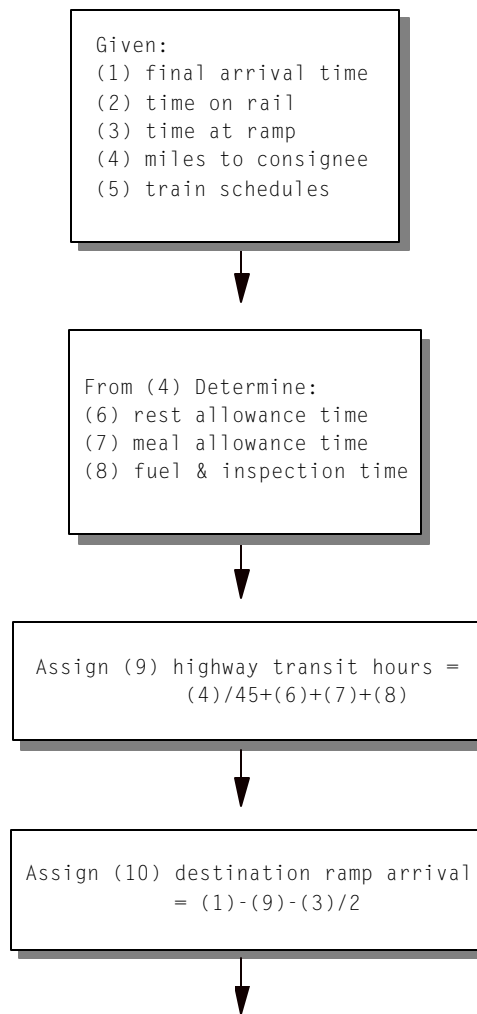 Given:
(1) final arrival time
(2) time on rail
(3) time at ramp
(4) miles to consignee
(5) train schedules
From (4) Determine:
(6) rest allowance time
(7) meal allowance time
(8) fuel & inspection time
Assign (9) highway transit hours =
(4)/45+(6)+(7)+(8)
Assign (10) destination ramp arrival
= (1)-(9)-(3)/2